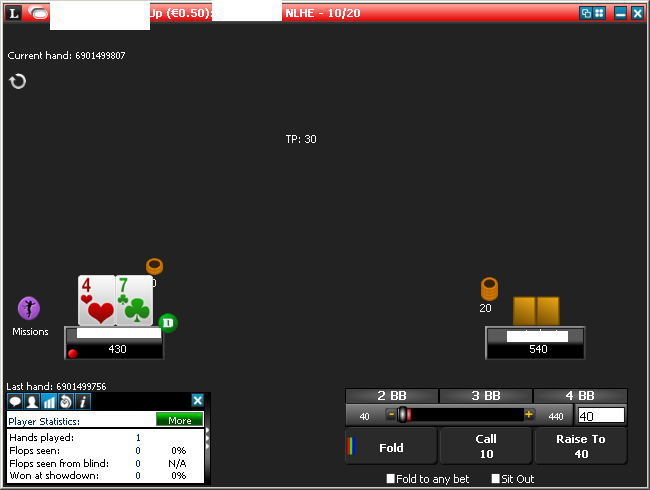 L Up (€0.50): NLHE - 10/20
Current hand: 6901499807
TP: 30
4 7
20
D
Missions
430
540
Last hand: 6901499756
2 BB 3 BB 4 BB
40 - + 440 40
Fold
Call
10
Raise To
40
Fold to any bet Sit Out
Player Statistics: More
Hands played: 1
Flops seen: 0 0%
Flops seen from blind: 0 N/A
Won at showdown: 0 0%